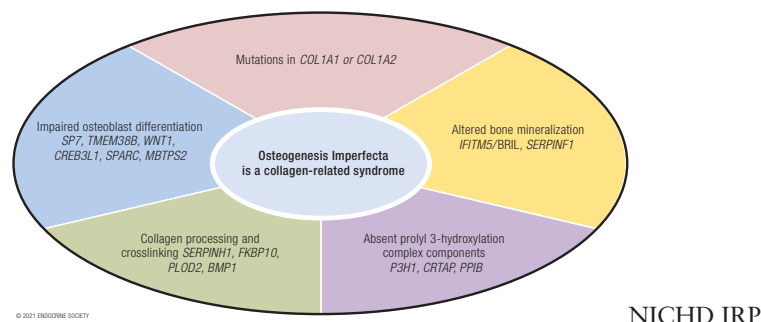 Mutations in COL1A1 or COL1A2
Impaired osteoblast differentiation
SP7, TMEM38B, WNT1,
CREB3L1, SPARC, MBTPS2
Altered bone mineralization
IFITM5/BRIL, SERPINF1
Osteogenesis Imperfecta
is a collagen-related syndrome
Collagen processing and
crosslinking SERPINH1, FKBP10,
PLOD2, BMP1
Absent prolyl 3-hydroxylation
complex components
P3H1, CRTAP, PPIB
© 2021 ENDOCRINE SOCIETY
NICHD IRP